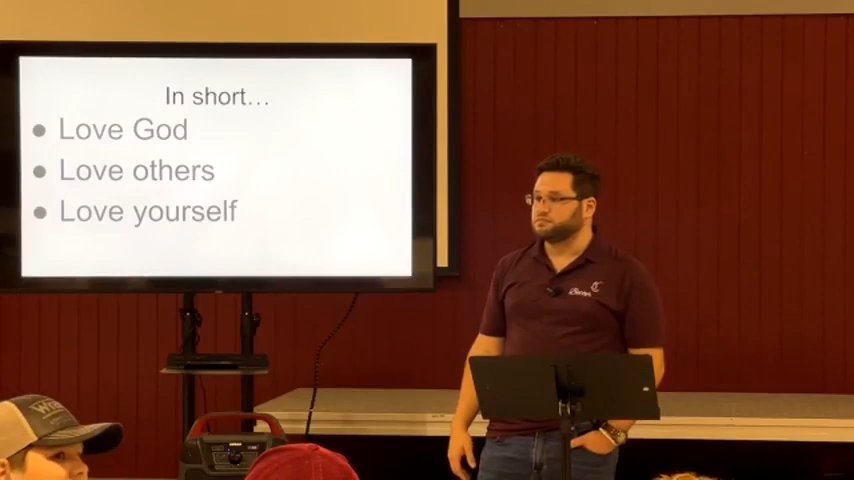 In short…
● Love God
● Love others
● Love yourself